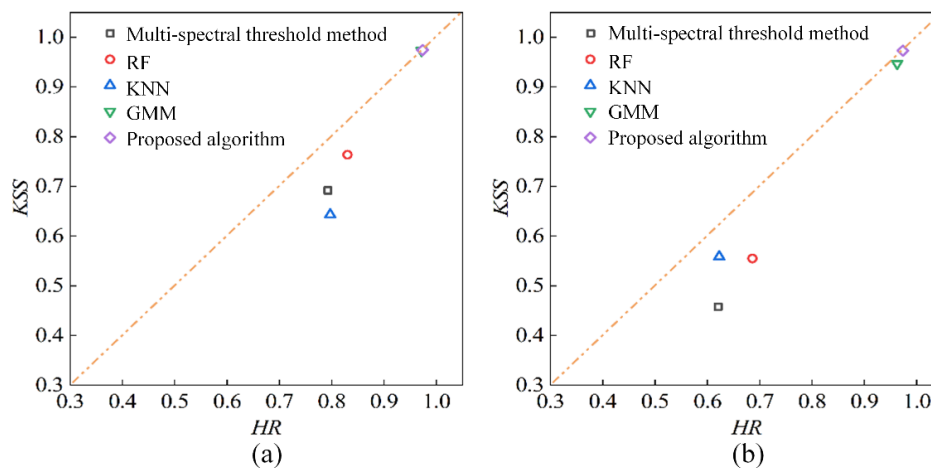 1.0
0.9
0.8
0.7
0.6
0.5
0.4
0.3
KSS
Multi-spectral threshold method
RF
KNN
GMM
Proposed algorithm
0.3 0.4 0.5 0.6 0.7 0.8 0.9 1.0
HR
(a)
1.0
0.9
0.8
0.7
0.6
0.5
0.4
0.3
KSS
Multi-spectral threshold method
RF
KNN
GMM
Proposed algorithm
0.3 0.4 0.5 0.6 0.7 0.8 0.9 1.0
HR
(b)